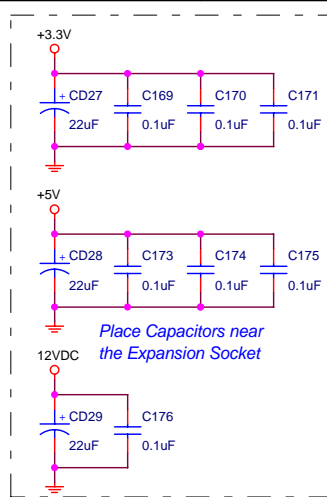 +3.3V
+ CD27 C169 C170 C171
22uF 0.1uF 0.1uF 0.1uF
+5V
+ CD28 C173 C174 C175
22uF 0.1uF 0.1uF 0.1uF
Place Capacitors near
the Expansion Socket
12VDC
+ CD29 C176
22uF 0.1uF